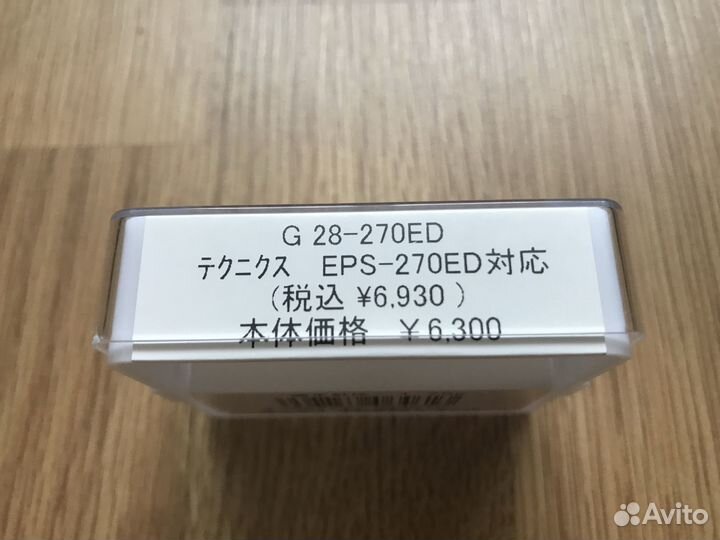 G 28-270ED
テクニクス EPS-270ED対応
(税込 ¥6,930 )
本体価格 ¥6,300
Avito